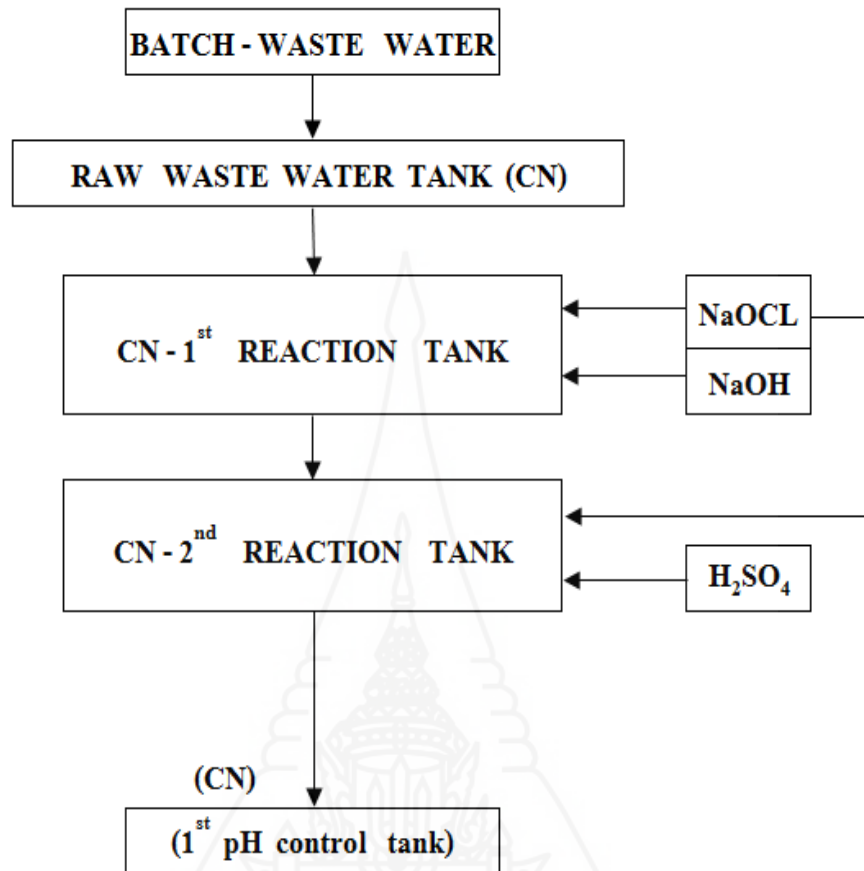 BATCH - WASTE WATER
RAW WASTE WATER TANK (CN)
CN - 1st REACTION TANK
NaOCL
NaOH
CN - 2nd REACTION TANK
H₂SO₄
(CN)
(1st pH control tank)